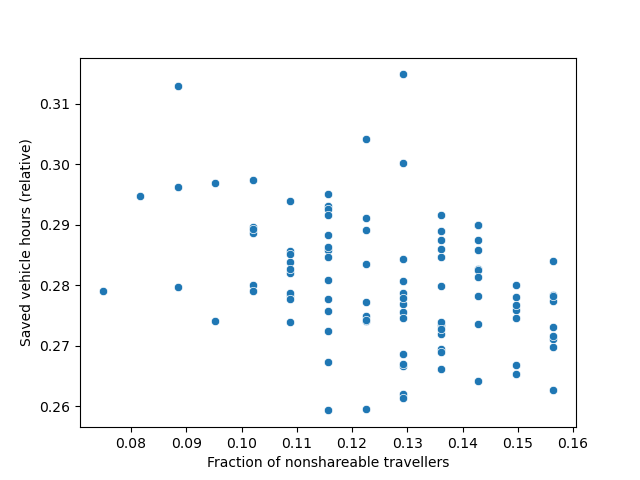 0.31
0.30
0.29
0.28
0.27
0.26
Saved vehicle hours (relative)
0.08 0.09 0.10 0.11 0.12 0.13 0.14 0.15 0.16
Fraction of nonshareable travellers